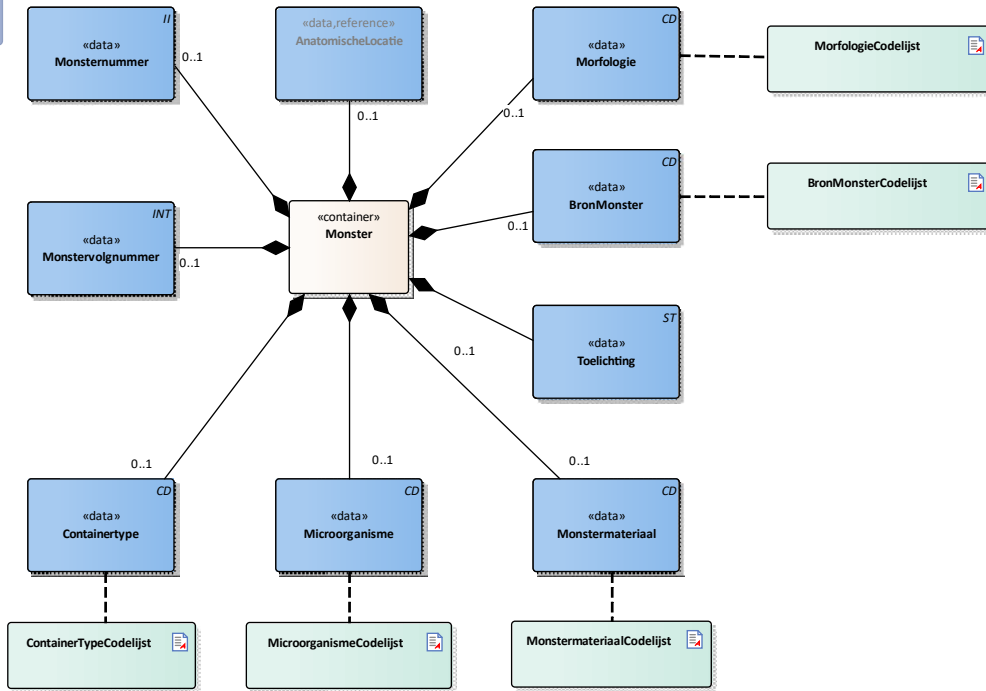 II
«data»
Monsternummer
0..1
«data,reference»
AnatomischeLocatie
0..1
CD
«data»
Morfologie
0..1
MorfologieCodelijst
CD
«data»
BronMonster
0..1
BronMonsterCodelijst
INT
«data»
Monstervolgnummer
0..1
«container»
Monster
ST
«data»
Toelichting
0..1
0..1
CD
«data»
Containertype
0..1
CD
«data»
Microorganisme
0..1
CD
«data»
Monstermateriaal
ContainerTypeCodelijst
MicroorganismeCodelijst
MonstermateriaalCodelijst